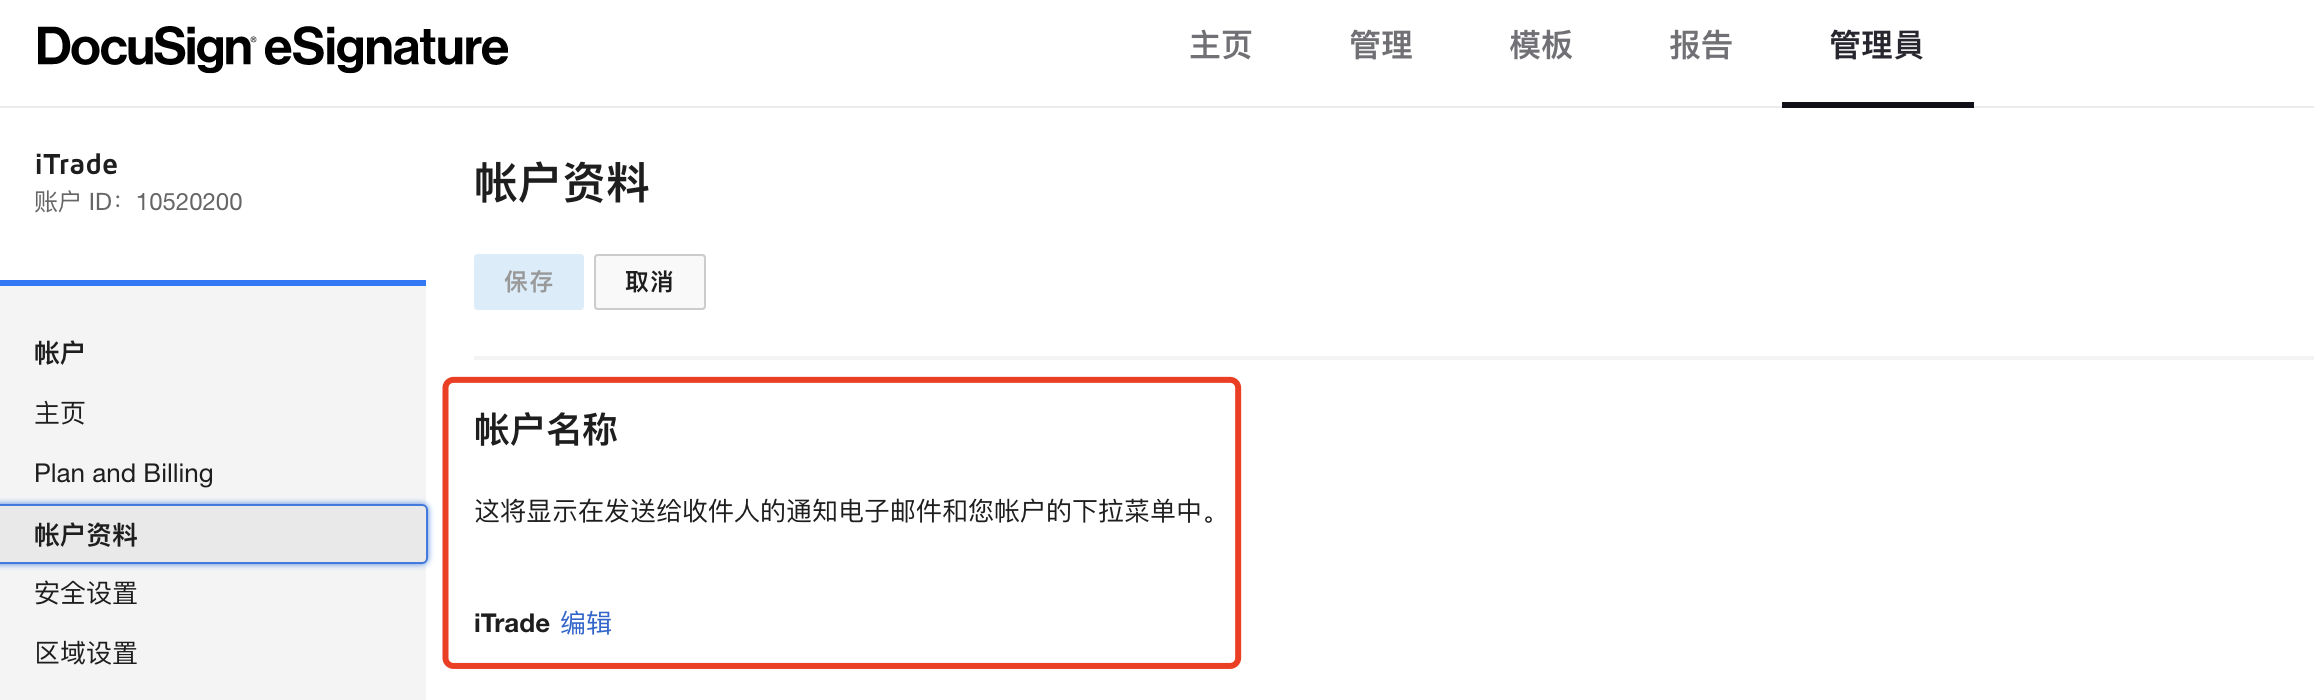 DocuSign® eSignature
主页 管理 模板 报告 管理員
iTrade
账户 ID：10520200
帐户
主页
Plan and Billing
帐户资料
安全设置
区域设置
帐户资料
保存 取消
帐户名称
这将显示在发送给收件人的通知电子邮件和您帐户的下拉菜单中。
iTrade 编辑